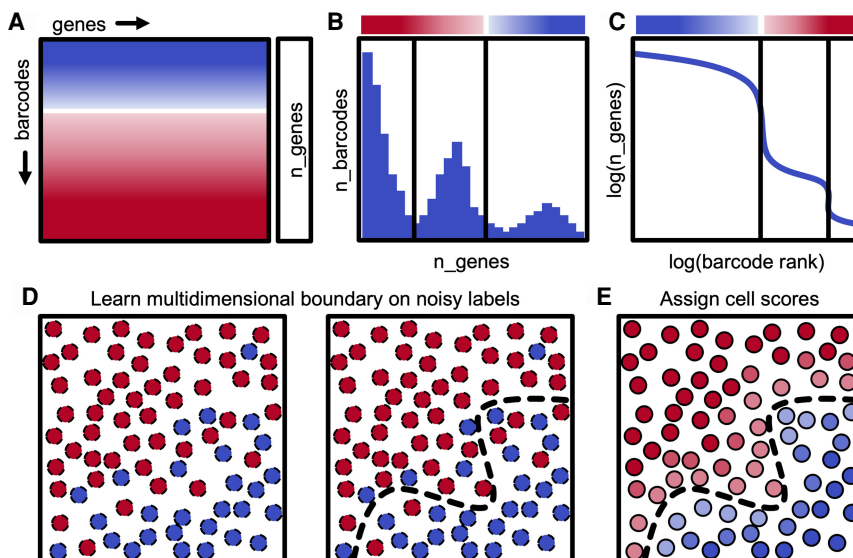 A
genes
barcodes
n_genes
B
n_barcodes
n_genes
C
log(n_genes)
log(barcode rank)
D
Learn multidimensional boundary on noisy labels
E
Assign cell scores